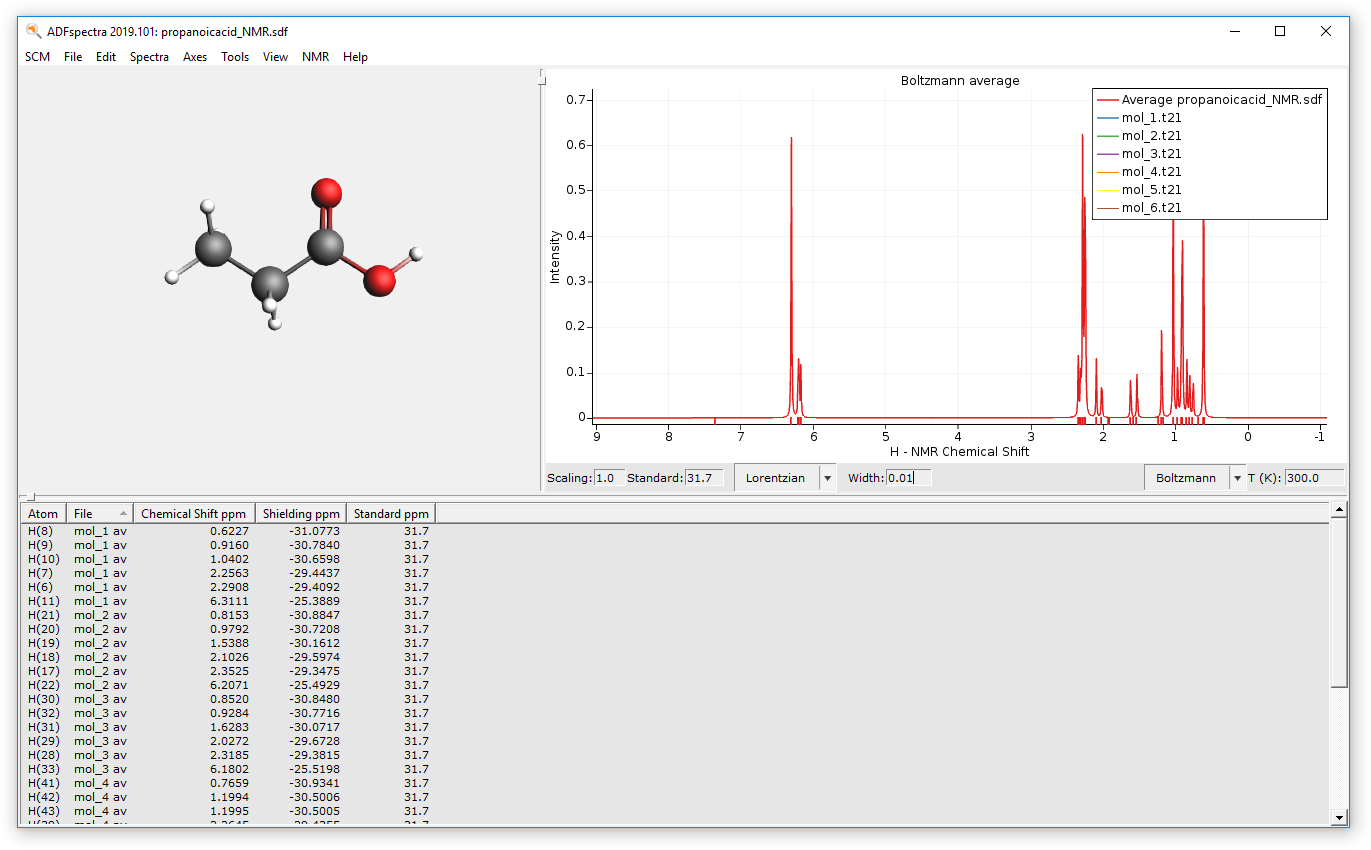 ADFspectra 2019.101: propanoicacid_NMR.sdf
SCM File Edit Spectra Axes Tools View NMR Help
Boltzmann average
Average propanoicacid_NMR.sdf
mol_1.t21
mol_2.t21
mol_3.t21
mol_4.t21
mol_5.t21
mol_6.t21
0.7
0.6
0.5
0.4
0.3
0.2
0.1
0
Intensity
9 8 7 6 5 4 3 2 1 0 -1
H - NMR Chemical Shift
Scaling: 1.0 Standard: 31.7 Lorentzian Width: 0.01 Boltzmann T (K): 300.0
Atom File Chemical Shift ppm Shielding ppm Standard ppm
H(8) mol_1 av 0.6227 -31.0773 31.7
H(9) mol_1 av 0.9160 -30.7840 31.7
H(10) mol_1 av 1.0402 -30.6598 31.7
H(7) mol_1 av 2.2563 -29.4437 31.7
H(6) mol_1 av 2.2908 -29.4092 31.7
H(11) mol_1 av 6.3111 -25.3889 31.7
H(21) mol_2 av 0.8153 -30.8847 31.7
H(20) mol_2 av 0.9792 -30.7208 31.7
H(19) mol_2 av 1.5388 -30.1612 31.7
H(18) mol_2 av 2.1026 -29.5974 31.7
H(17) mol_2 av 2.3525 -29.3475 31.7
H(22) mol_2 av 6.2071 -25.4929 31.7
H(30) mol_3 av 0.8520 -30.8480 31.7
H(32) mol_3 av 0.9284 -30.7716 31.7
H(31) mol_3 av 1.6283 -30.0717 31.7
H(29) mol_3 av 2.0272 -29.6728 31.7
H(28) mol_3 av 2.3185 -29.3815 31.7
H(33) mol_3 av 6.1802 -25.5198 31.7
H(41) mol_4 av 0.7659 -30.9341 31.7
H(42) mol_4 av 1.1994 -30.5006 31.7
H(43) mol_4 av 1.1995 -30.5005 31.7